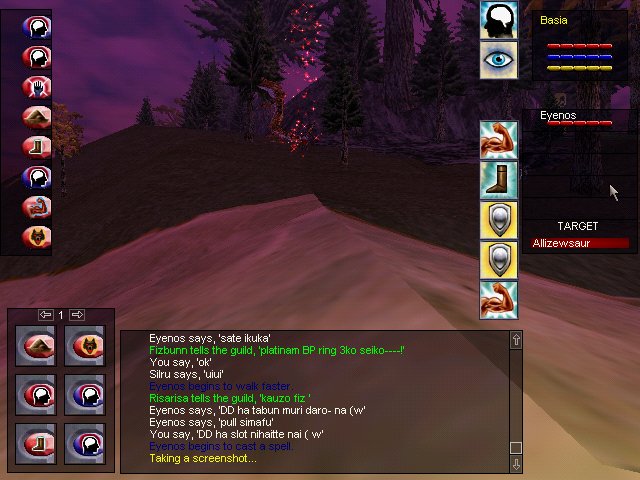 Basia
Eyenos
TARGET
Allizewsaur
1
Eyenos says, 'sate ikuka'
Fizbunn tells the guild, 'platinam BP ring 3ko seiko----!'
You say, 'ok'
Silru says, 'uiui'
Eyenos begins to walk faster.
Risarisa tells the guild, 'kauzo fiz '
Eyenos says, 'DD ha tabun muri daro- na (w'
Eyenos says, 'pull simafu'
You say, 'DD ha slot nihaitte nai ( w'
Eyenos begins to cast a spell.
Taking a screenshot...